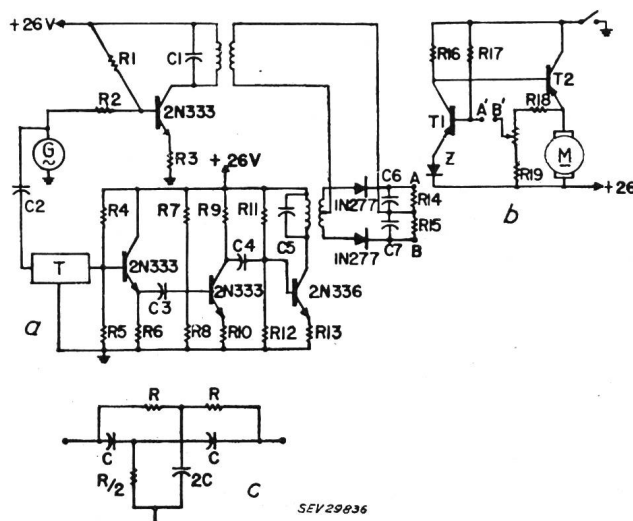 +26V
R1
C1
R2
2N333
R3
G
C2
+26V
R4
R7
R9
R11
C5
T
2N333
C3
C4
2N333
2N336
R5
R6
R8
R10
R12
R13
a
1N277
C6
A
R14
C7
R15
1N277
B
R16
R17
T2
T1
A'
B'
R18
Z
R19
M
+26
b
R
R
C
C
R/2
2C
c
SEV29836